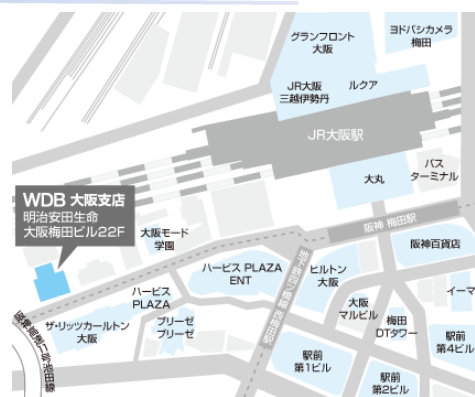 グランフロント
大阪
ヨドバシカメラ
梅田
JR大阪
三越伊勢丹
ルクア
JR大阪駅
バス
ターミナル
大丸
WDB 大阪支店
明治安田生命
大阪梅田ビル22F
大阪モード
学園
阪神 梅田駅
阪神百貨店
ハービス PLAZA
ENT
地下鉄四ツ橋線 西梅田駅
ヒルトン
大阪
ハービス
PLAZA
イーマ
大阪
マルビル
梅田
DTタワー
ザ・リッツカールトン
大阪
ブリーゼ
ブリーゼ
駅前
第1ビル
駅前
第4ビル
駅前
第2ビル